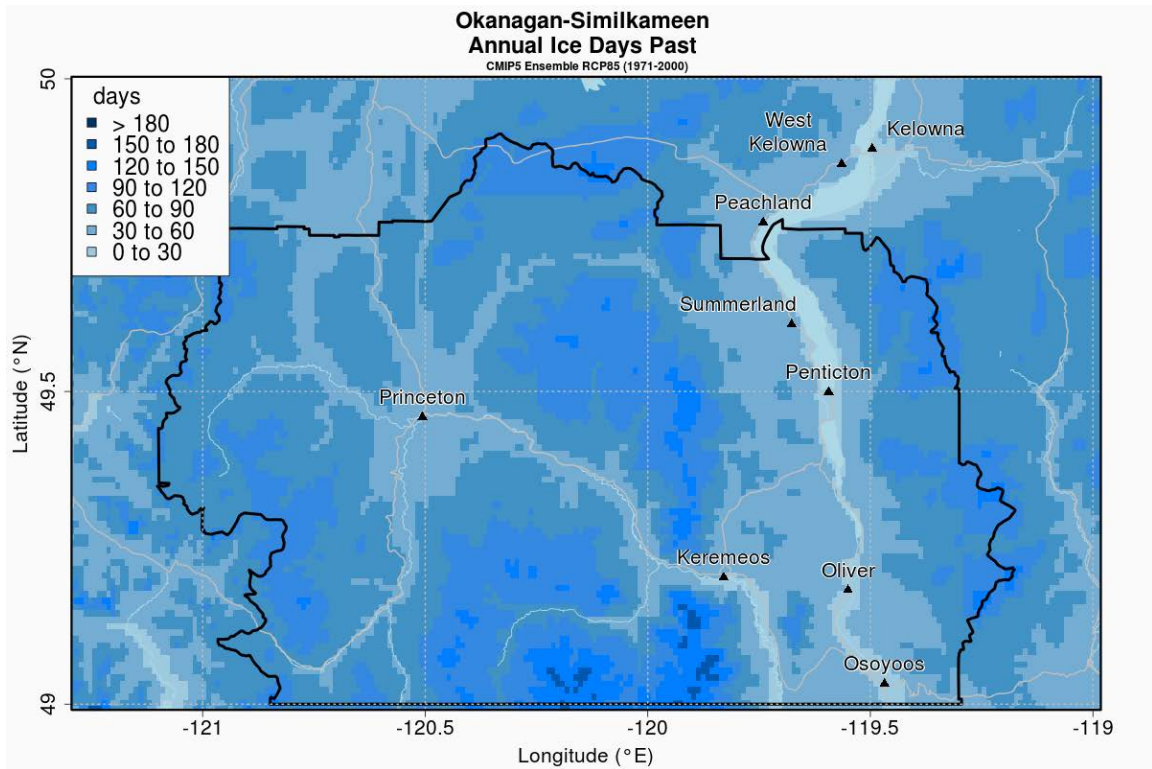 Okanagan-Similkameen
Annual Ice Days Past
CMIP5 Ensemble RCP85 (1971-2000)
days
> 180
150 to 180
120 to 150
90 to 120
60 to 90
30 to 60
0 to 30
West
Kelowna
Kelowna
Peachland
Summerland
Penticton
Princeton
Keremeos
Oliver
Osoyoos
50
49.5
49
Latitude (°N)
-121
-120.5
-120
-119.5
-119
Longitude (°E)